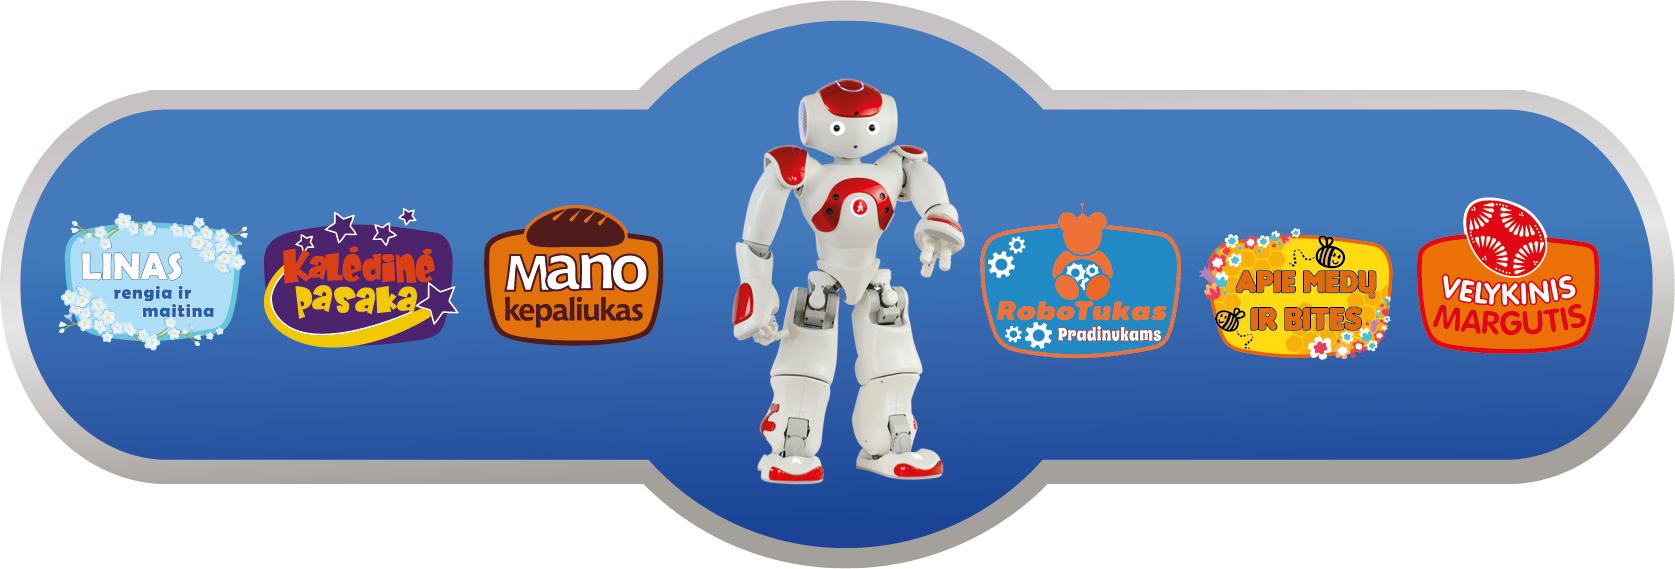 LINAS
rengia ir
maitina
Kalėdinė
pasaka
Mano
kepaliukas
RoboTukas
Pradinukams
APIE MEDŲ
IR BITES
VELYKINIS
MARGUTIS